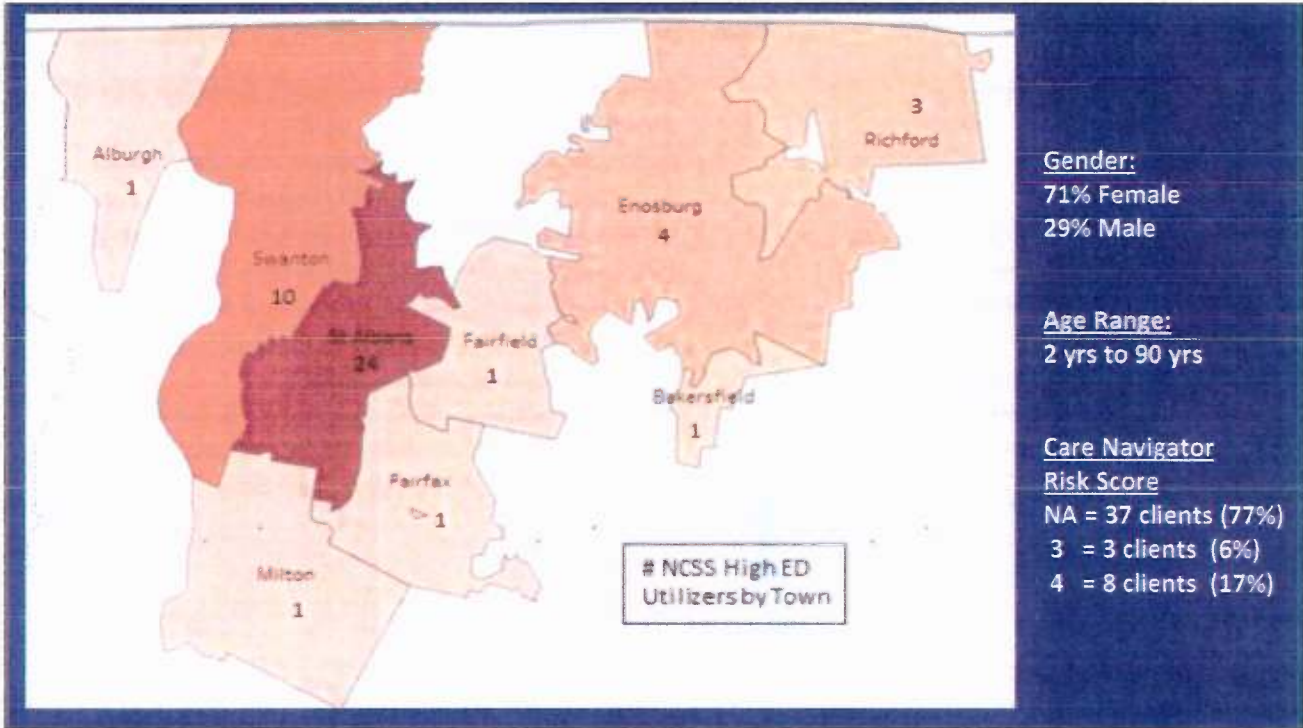 Alburgh
1
Swanton
10
St Albans
24
Fairfield
1
Enosburg
4
3
Richford
Bakersfield
1
Fairfax
1
Milton
1
# NCSS High ED
Utilizers by Town
Gender:
71% Female
29% Male
Age Range:
2 yrs to 90 yrs
Care Navigator
Risk Score
NA = 37 clients (77%)
3 = 3 clients (6%)
4 = 8 clients (17%)